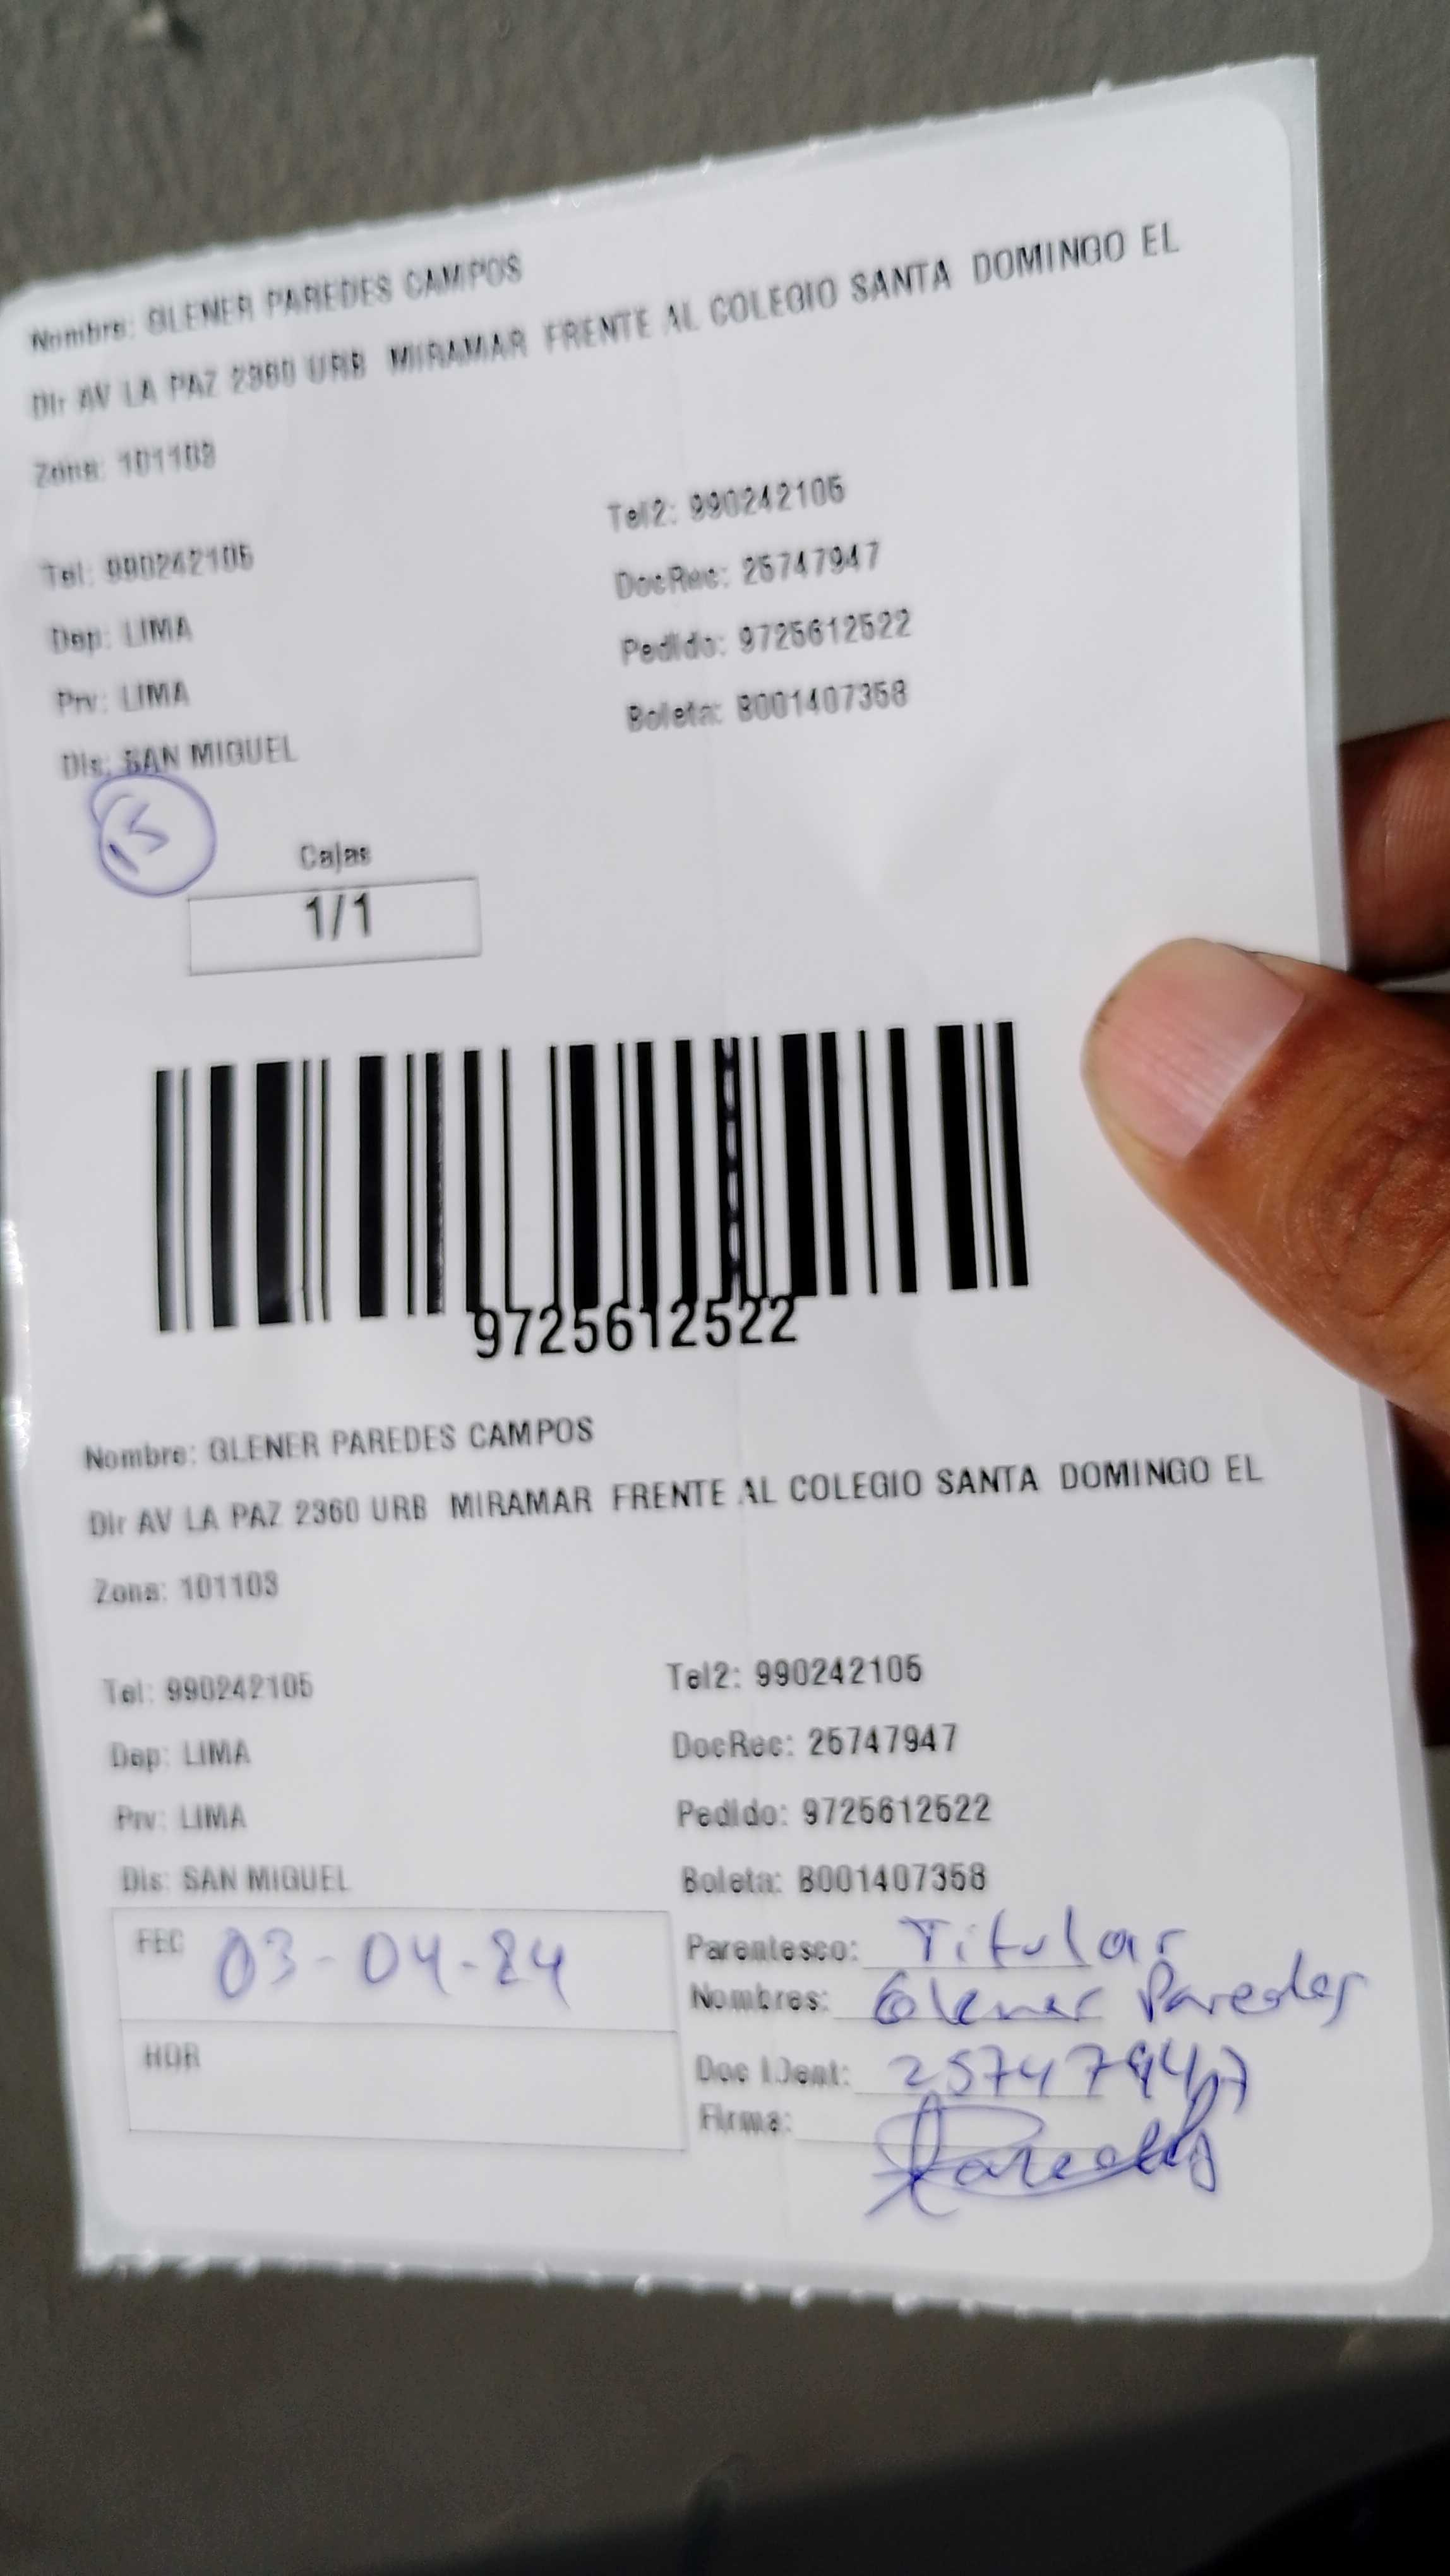 Nombre: GLENER PAREDES CAMPOS
Dir AV LA PAZ 2360 URB MIRAMAR FRENTE AL COLEGIO SANTA DOMINGO EL
Zona: 101103
Tel: 990242105 Tel2: 990242105
Dep: LIMA DocRec: 25747947
Prv: LIMA Pedido: 9725612522
Dis: SAN MIGUEL Boleta: B001407358
Cajas
1/1
9725612522
Nombre: GLENER PAREDES CAMPOS
Dir AV LA PAZ 2360 URB MIRAMAR FRENTE AL COLEGIO SANTA DOMINGO EL
Zona: 101103
Tel: 990242105 Tel2: 990242105
Dep: LIMA DocRec: 25747947
Prv: LIMA Pedido: 9725612522
Dis: SAN MIGUEL Boleta: B001407358
FEC 03-04-24 Parentesco: Titular
Nombres: Glener Paredes
HOR Doc IDent: 25747947
Firma: Paredes